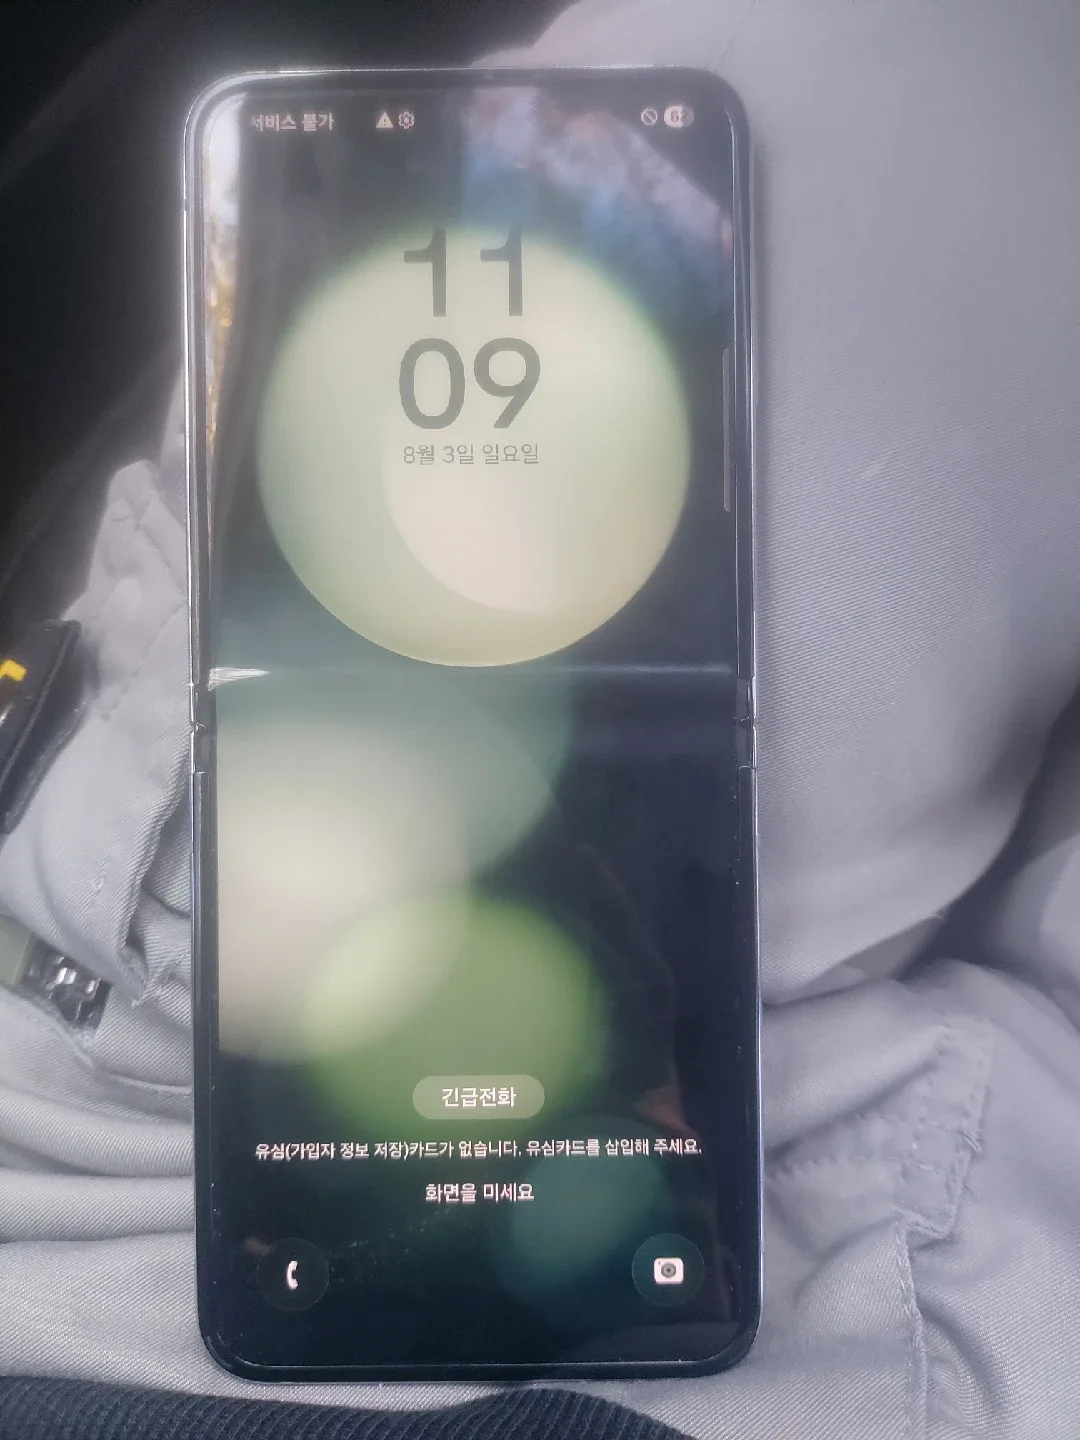 서비스 불가
11
09
8월 3일 일요일
긴급전화
유심(가입자 정보 저장)카드가 없습니다. 유심카드를 삽입해 주세요.
화면을 미세요